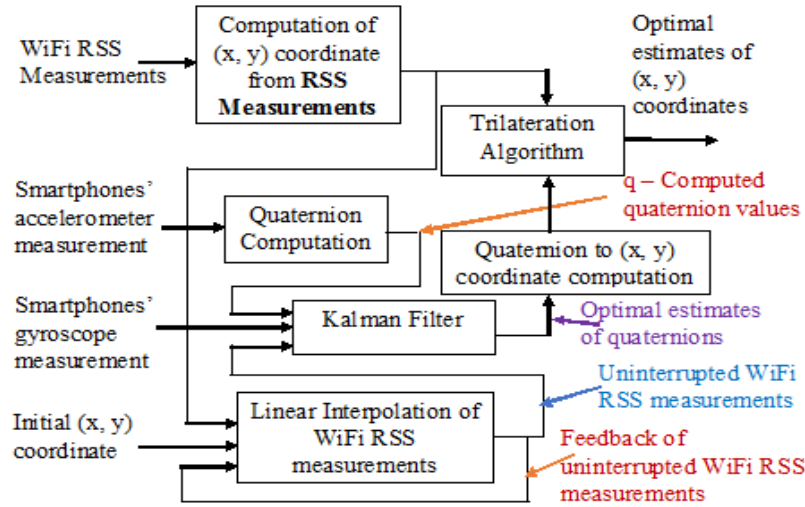 WiFi RSS
Measurements
Computation of
(x, y) coordinate
from RSS
Measurements
Optimal
estimates of
(x, y)
coordinates
Trilateration
Algorithm
Smartphones’
accelerometer
measurement
Quaternion
Computation
q – Computed
quaternion values
Quaternion to (x, y)
coordinate computation
Smartphones’
gyroscope
measurement
Kalman Filter
Optimal estimates
of quaternions
Uninterrupted WiFi
RSS measurements
Initial (x, y)
coordinate
Linear Interpolation of
WiFi RSS
measurements
Feedback of
uninterrupted WiFi RSS
measurements